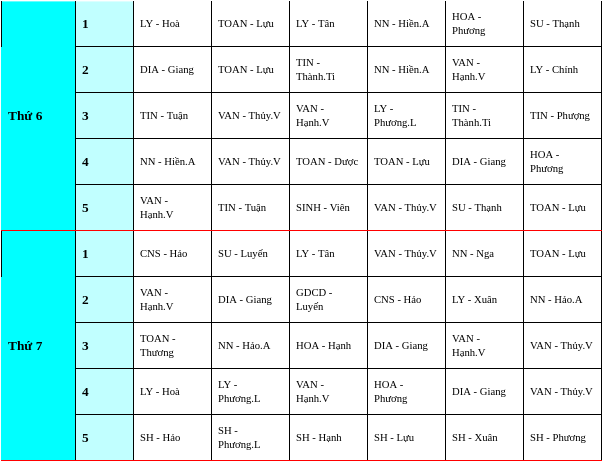 Thứ 6
1 LY - Hoà TOAN - Lựu LY - Tân NN - Hiền.A HOA - Phương SU - Thạnh
2 DIA - Giang TOAN - Lựu TIN - Thành.Ti NN - Hiền.A VAN - Hạnh.V LY - Chính
3 TIN - Tuận VAN - Thủy.V VAN - Hạnh.V LY - Phương.L TIN - Thành.Ti TIN - Phượng
4 NN - Hiền.A VAN - Thủy.V TOAN - Dược TOAN - Lựu DIA - Giang HOA - Phương
5 VAN - Hạnh.V TIN - Tuận SINH - Viên VAN - Thủy.V SU - Thạnh TOAN - Lựu
Thứ 7
1 CNS - Hảo SU - Luyến LY - Tân VAN - Thủy.V NN - Nga TOAN - Lựu
2 VAN - Hạnh.V DIA - Giang GDCD - Luyến CNS - Hảo LY - Xuân NN - Hảo.A
3 TOAN - Thương NN - Hảo.A HOA - Hạnh DIA - Giang VAN - Hạnh.V VAN - Thủy.V
4 LY - Hoà LY - Phương.L VAN - Hạnh.V HOA - Phương DIA - Giang VAN - Thủy.V
5 SH - Hảo SH - Phương.L SH - Hạnh SH - Lựu SH - Xuân SH - Phương